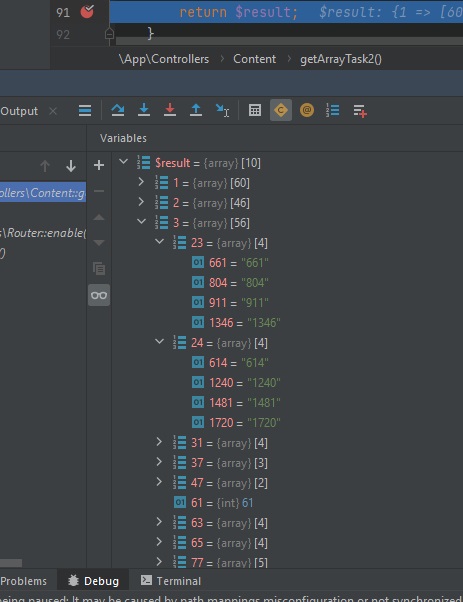 91 return $result; $result: {1 => [60
92 }
\App\Controllers › Content › getArrayTask2()
Output
Variables
$result = {array} [10]
1 = {array} [60]
2 = {array} [46]
3 = {array} [56]
23 = {array} [4]
661 = "661"
804 = "804"
911 = "911"
1346 = "1346"
24 = {array} [4]
614 = "614"
1240 = "1240"
1481 = "1481"
1720 = "1720"
31 = {array} [4]
37 = {array} [3]
47 = {array} [2]
61 = {int} 61
63 = {array} [4]
65 = {array} [4]
77 = {array} [5]
ollers\Content::g
s\Router::enable(
()
Problems Debug Terminal
being paused: It may be caused by path mappings misconfiguration or not synchronized